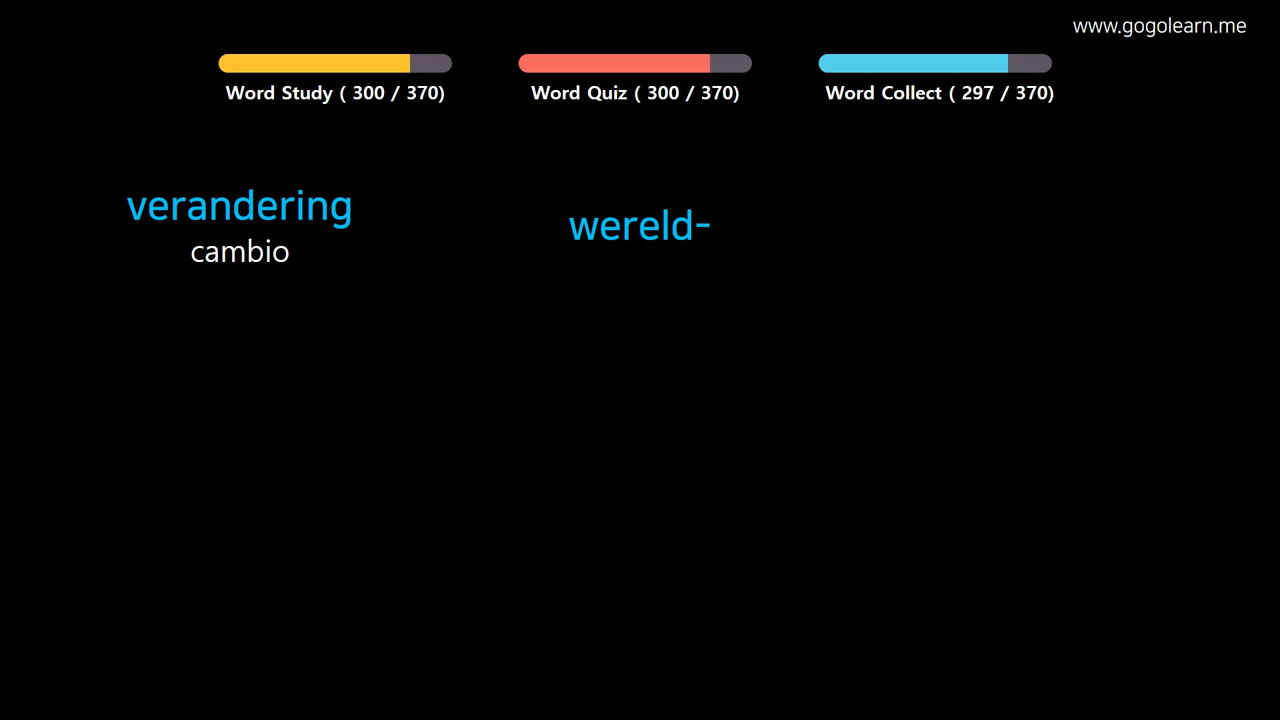 www.gogolearn.me
Word Study ( 300 / 370)
Word Quiz ( 300 / 370)
Word Collect ( 297 / 370)
verandering
cambio
wereld-